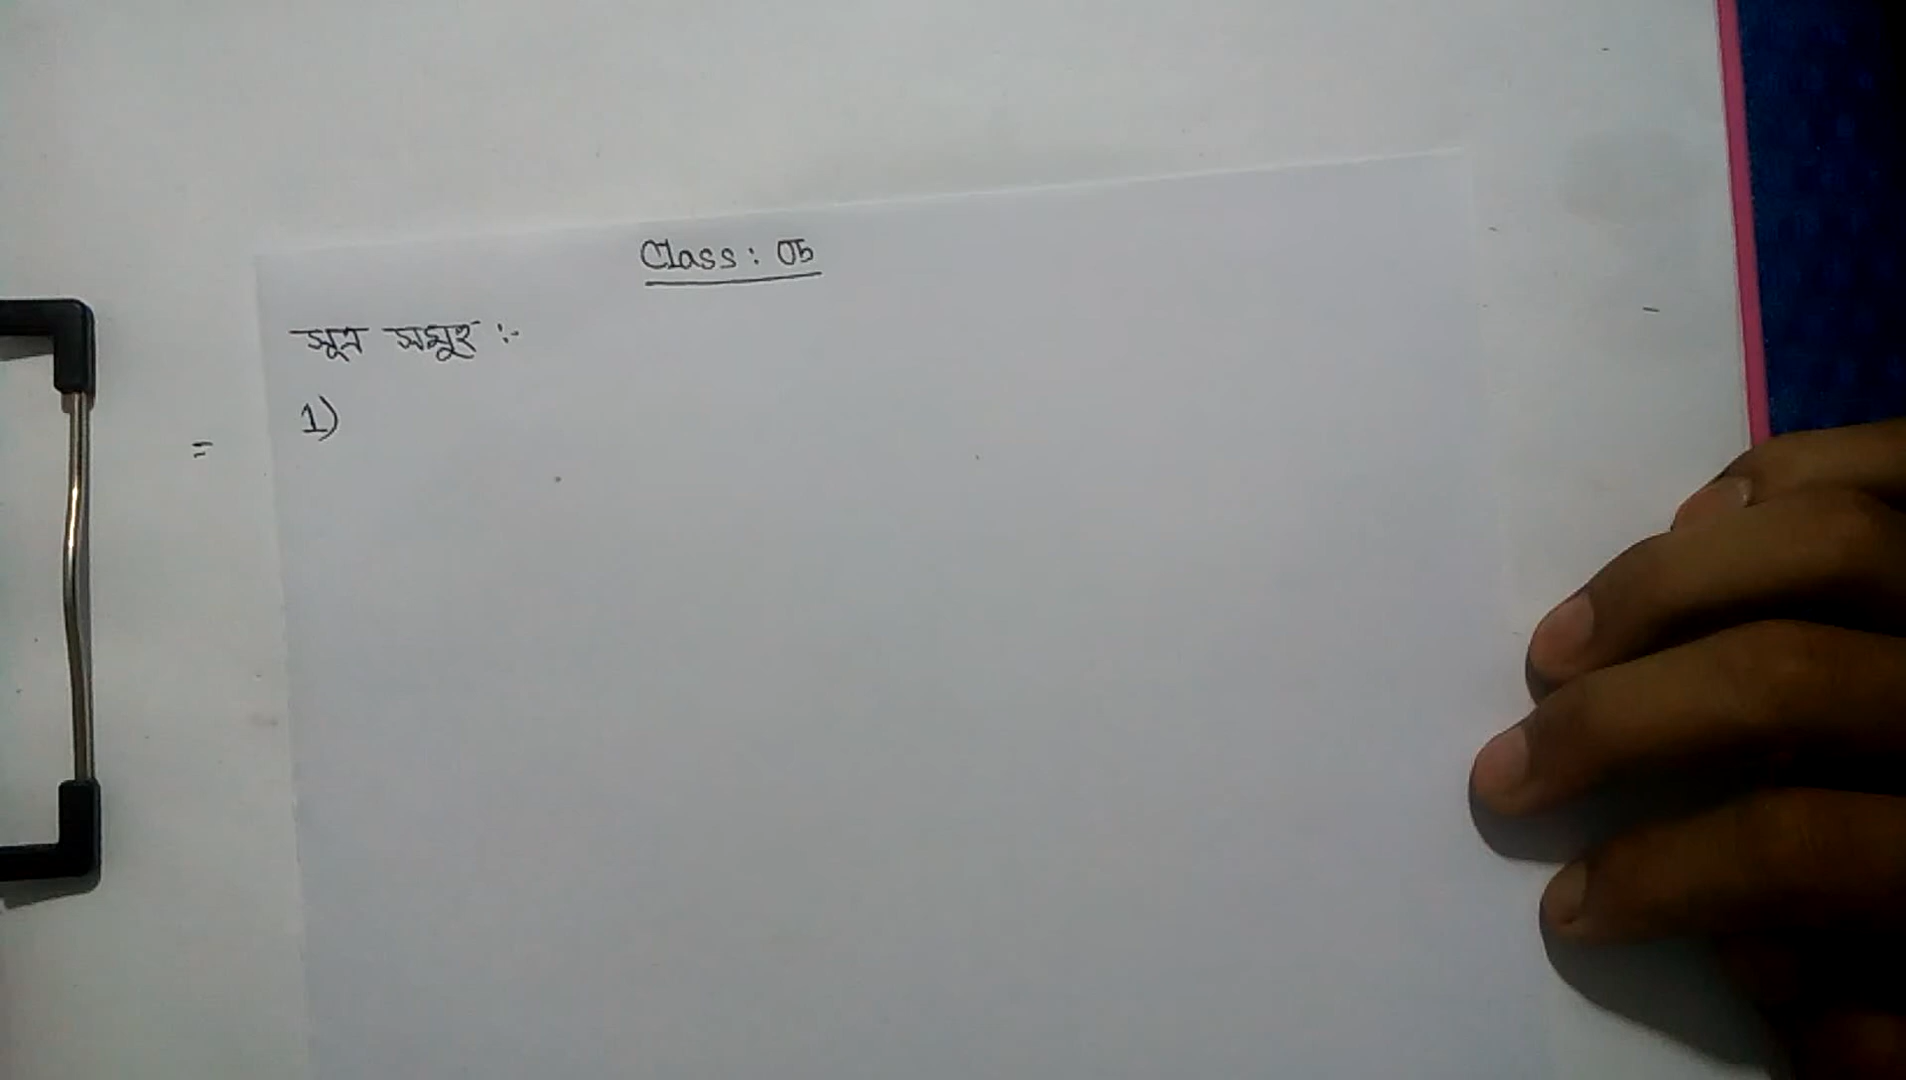 Class : 05
সূত্র সমূহ :-
1)
=